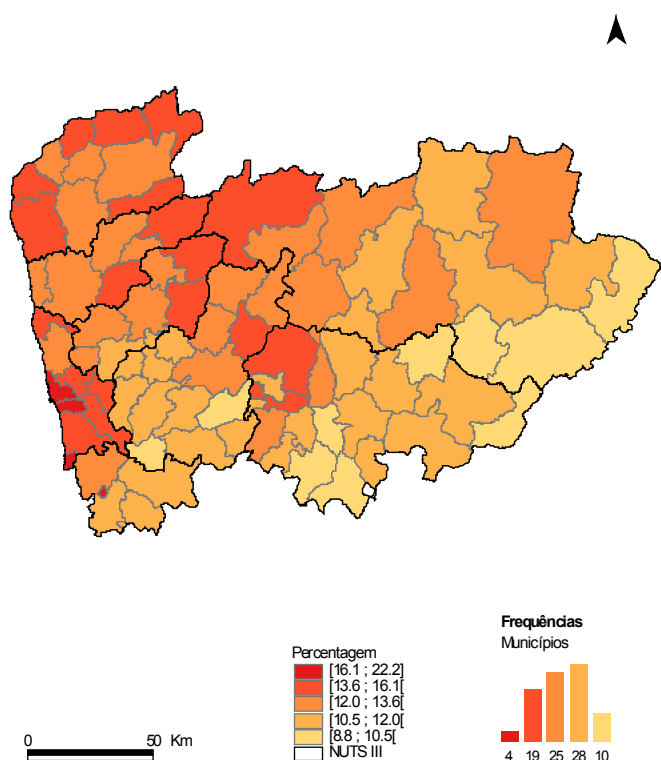 Frequências
Municípios
Percentagem
[16.1 ; 22.2]
[13.6 ; 16.1[
[12.0 ; 13.6[
[10.5 ; 12.0[
[8.8 ; 10.5[
NUTS III
0 50 Km
4 19 25 28 10